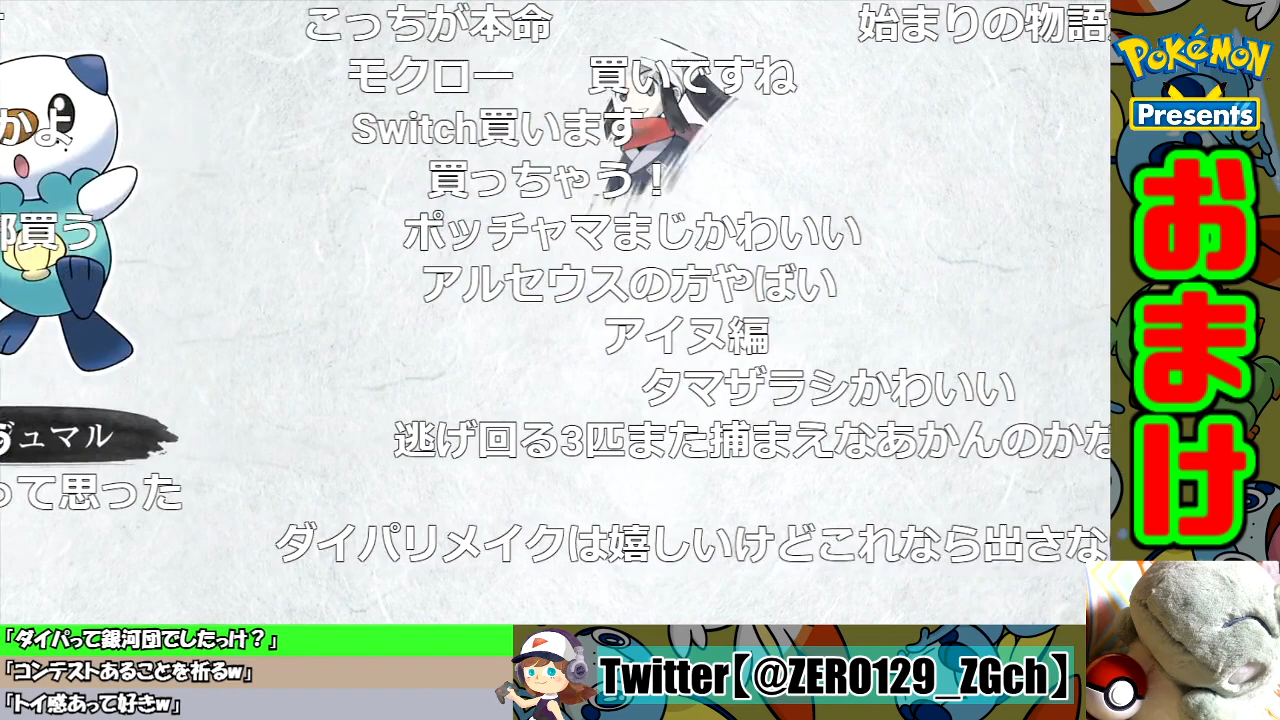 こっちが本命
始まりの物語
モクロー
買いですね
かよ
Switch買います
買っちゃう！
ポッチャマまじかわいい
買う
アルセウスの方やばい
アイヌ編
タマザラシかわいい
ュマル
逃げ回る3匹また捕まえなあかんのかな
って思った
ダイパリメイクは嬉しいけどこれなら出さな
POKÉMON
Presents
おまけ
「ダイパって銀河団でしたっけ？」
「コンテストあることを祈るw」
「トイ感あって好きw」
Twitter【@ZERO129_ZGch】